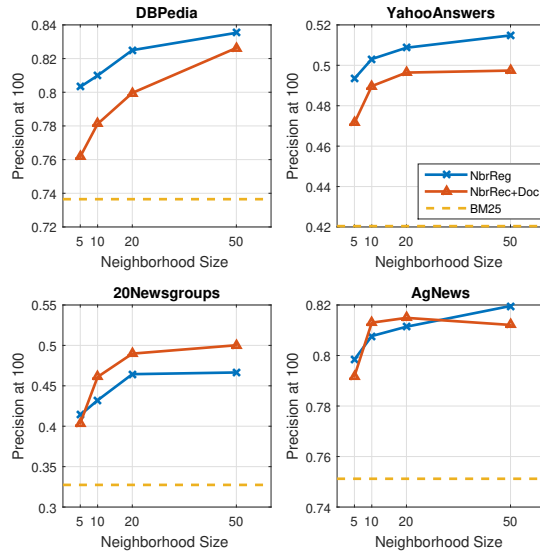 DBPedia
0.84
0.82
0.8
0.78
0.76
0.74
0.72
5 10 20 50
Precision at 100
Neighborhood Size
YahooAnswers
0.52
0.5
0.48
0.46
0.44
0.42
5 10 20 50
Precision at 100
Neighborhood Size
NbrReg
NbrRec+Doc
BM25
20Newsgroups
0.55
0.5
0.45
0.4
0.35
0.3
5 10 20 50
Precision at 100
Neighborhood Size
AgNews
0.82
0.8
0.78
0.76
0.74
5 10 20 50
Precision at 100
Neighborhood Size